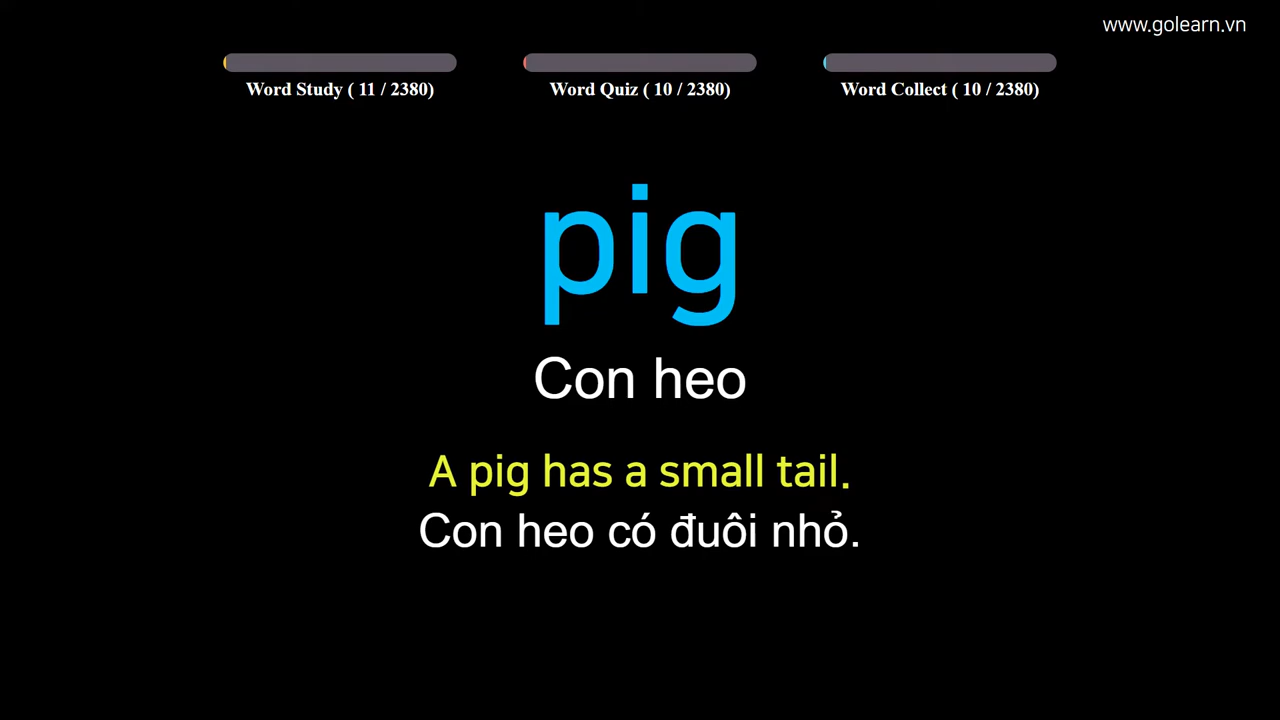 www.golearn.vn
Word Study ( 11 / 2380)
Word Quiz ( 10 / 2380)
Word Collect ( 10 / 2380)
pig
Con heo
A pig has a small tail.
Con heo có đuôi nhỏ.